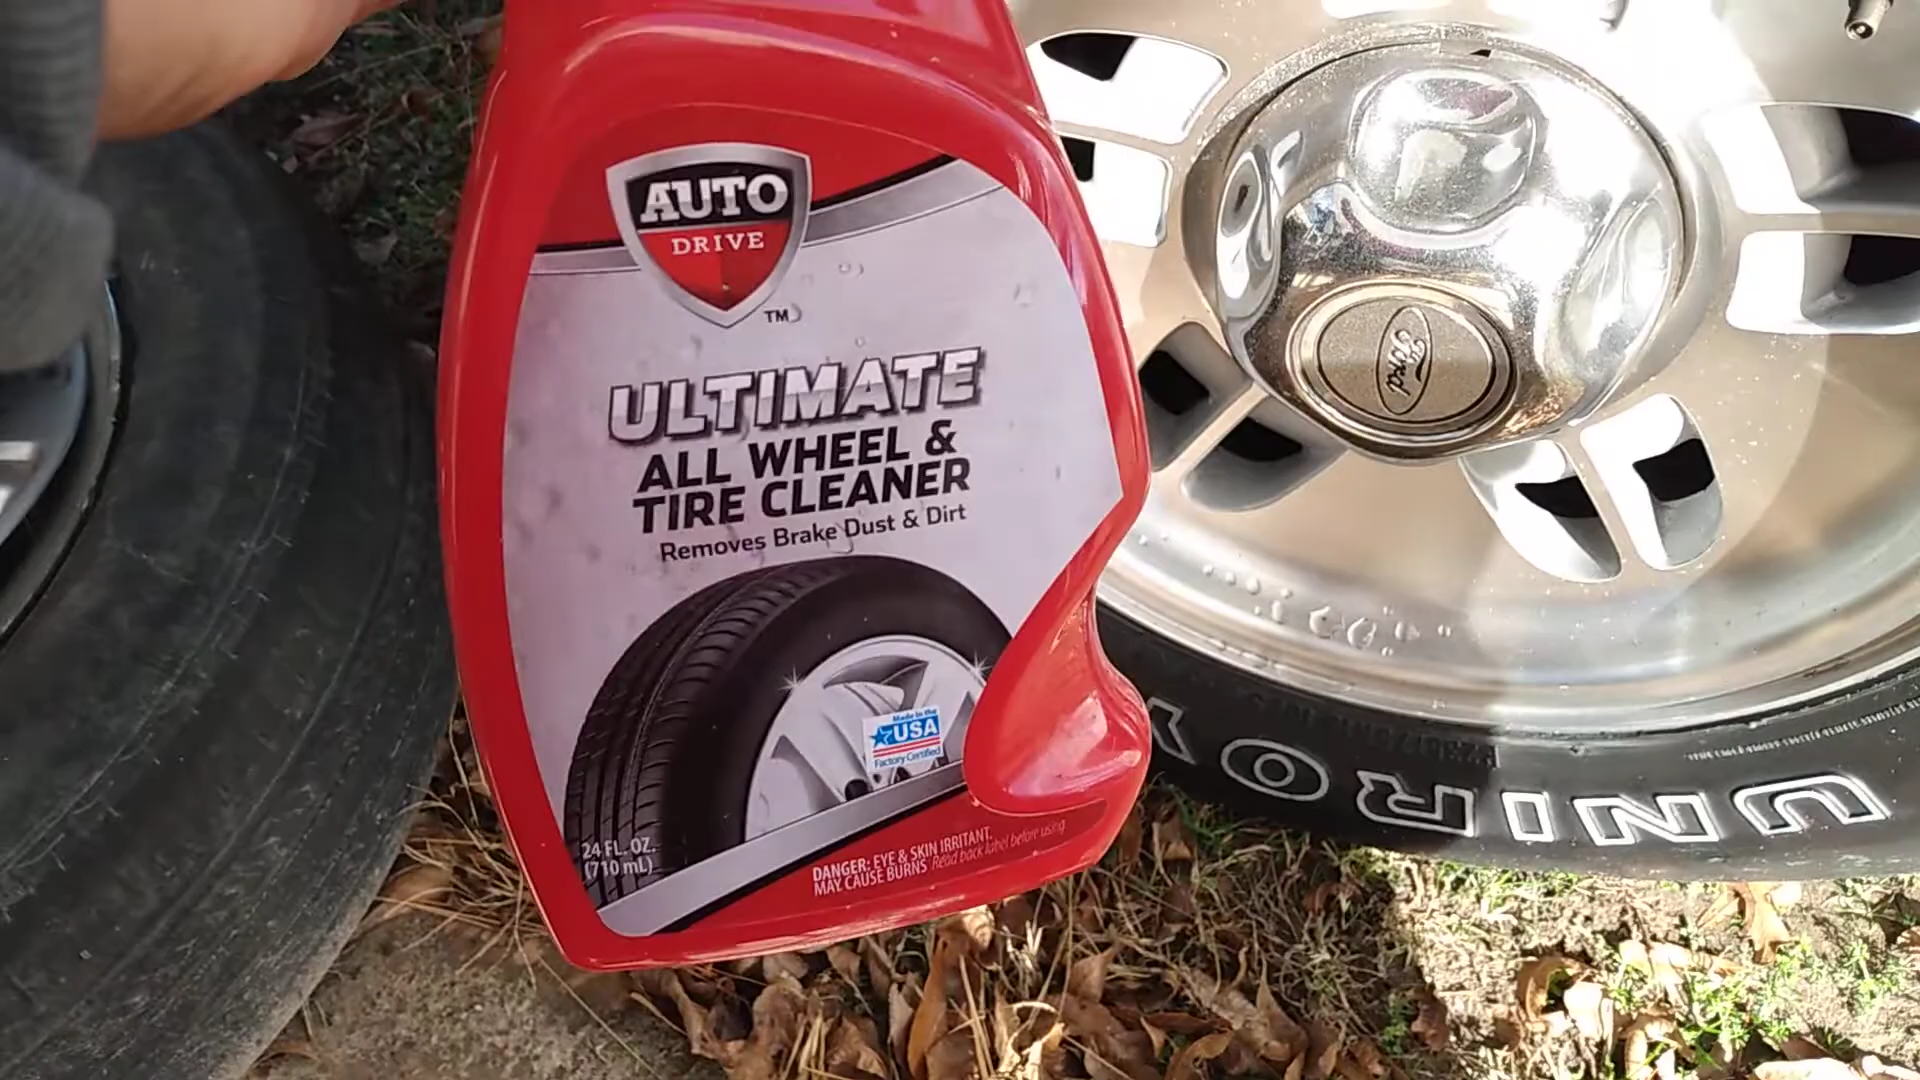 AUTO
DRIVE
TM
ULTIMATE
ALL WHEEL &
TIRE CLEANER
Removes Brake Dust & Dirt
Made in the
USA
Factory Certified
24 FL. OZ.
(710 mL)
DANGER: EYE & SKIN IRRITANT.
MAY CAUSE BURNS Read back label before using
Ford
UNIROY